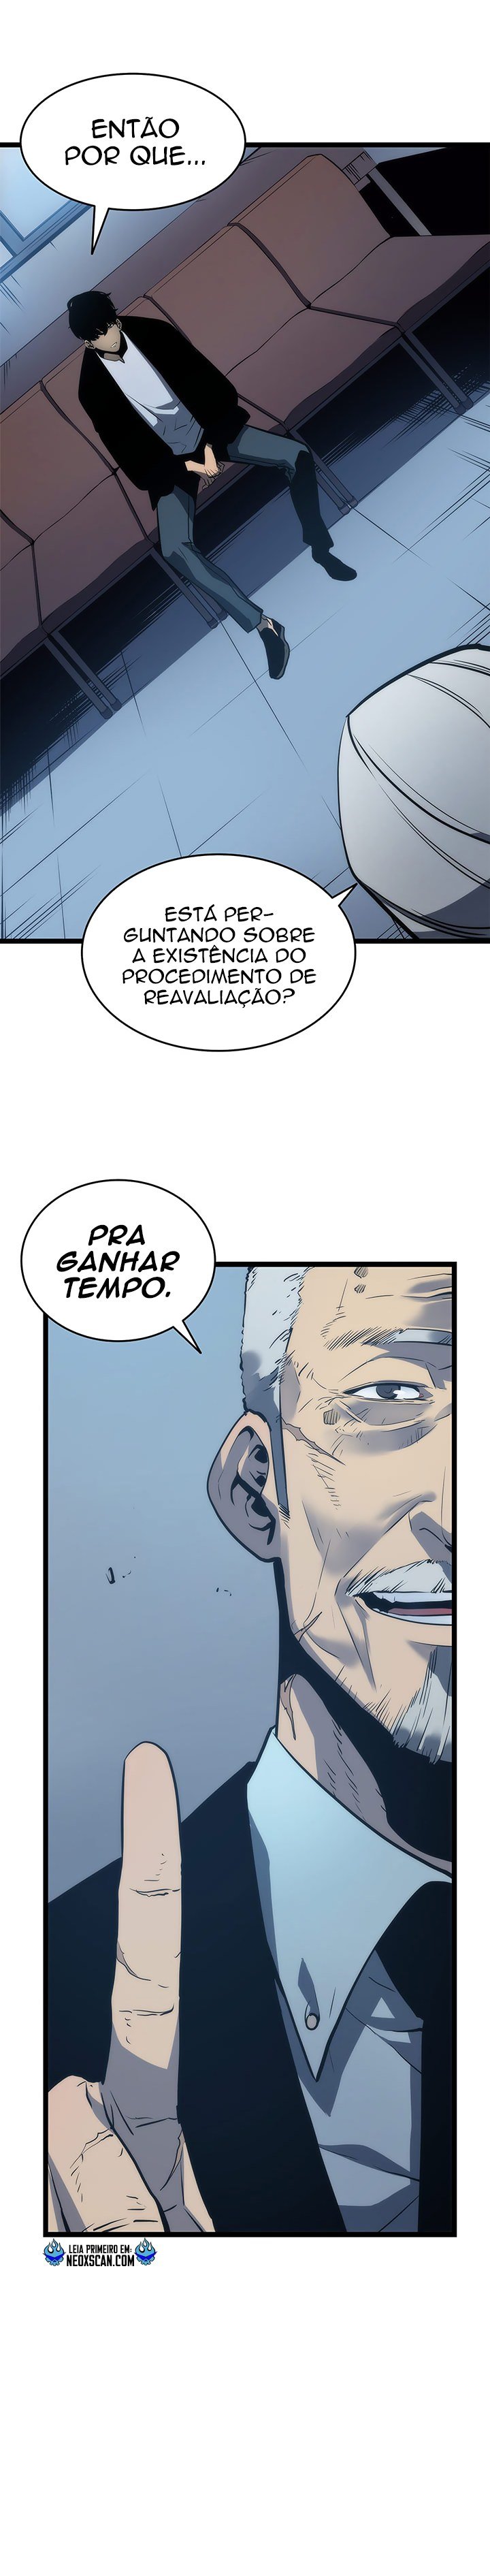 ENTÃO
POR QUE...
ESTÁ PER-
GUNTANDO SOBRE
A EXISTÊNCIA DO
PROCEDIMENTO DE
REAVALIAÇÃO?
PRA
GANHAR
TEMPO.
LEIA PRIMEIRO EM:
NEOXSCAN.COM